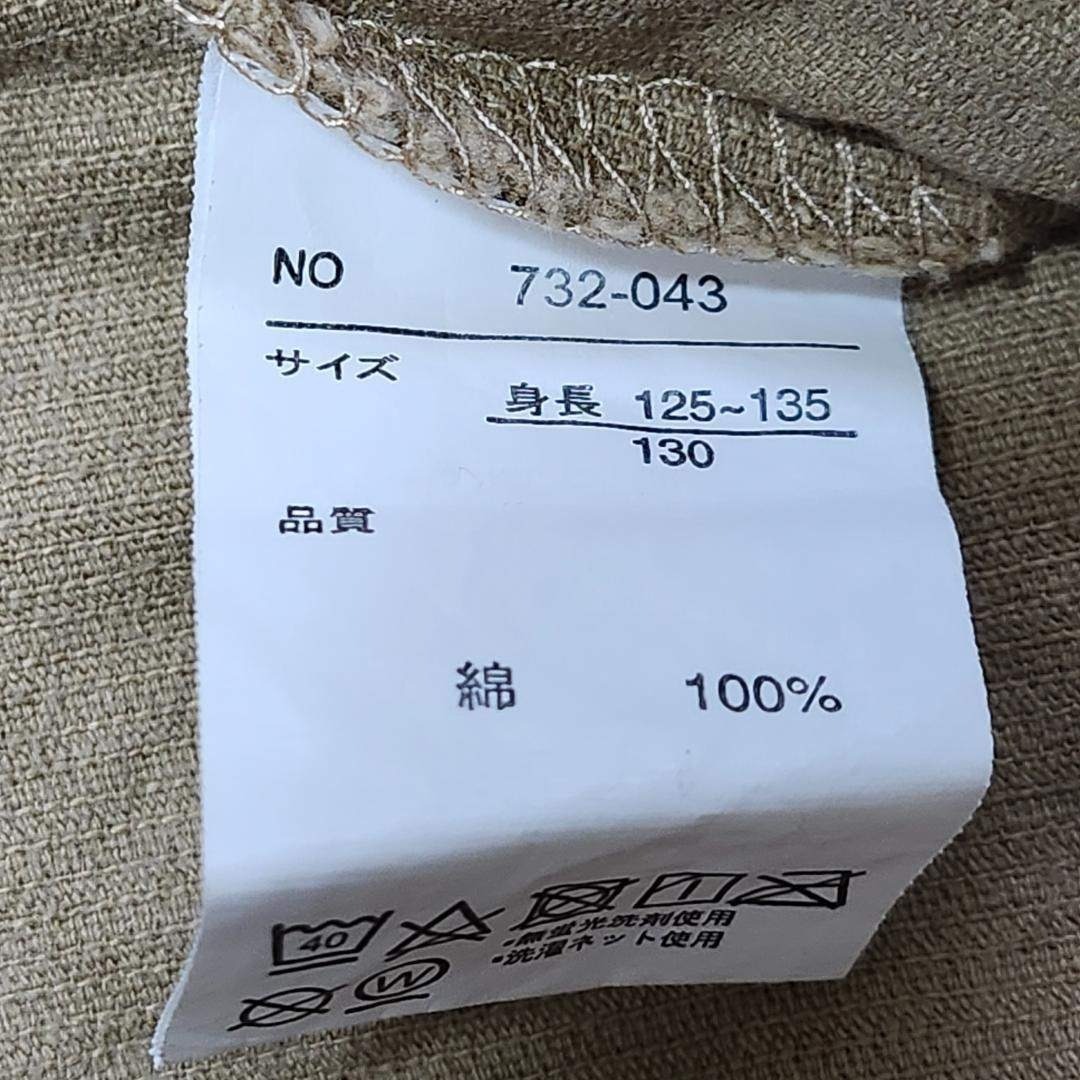 NO 732-043
サイズ
身長 125~135
130
品質
綿 100%
40
・無蛍光洗剤使用
・洗濯ネット使用
W